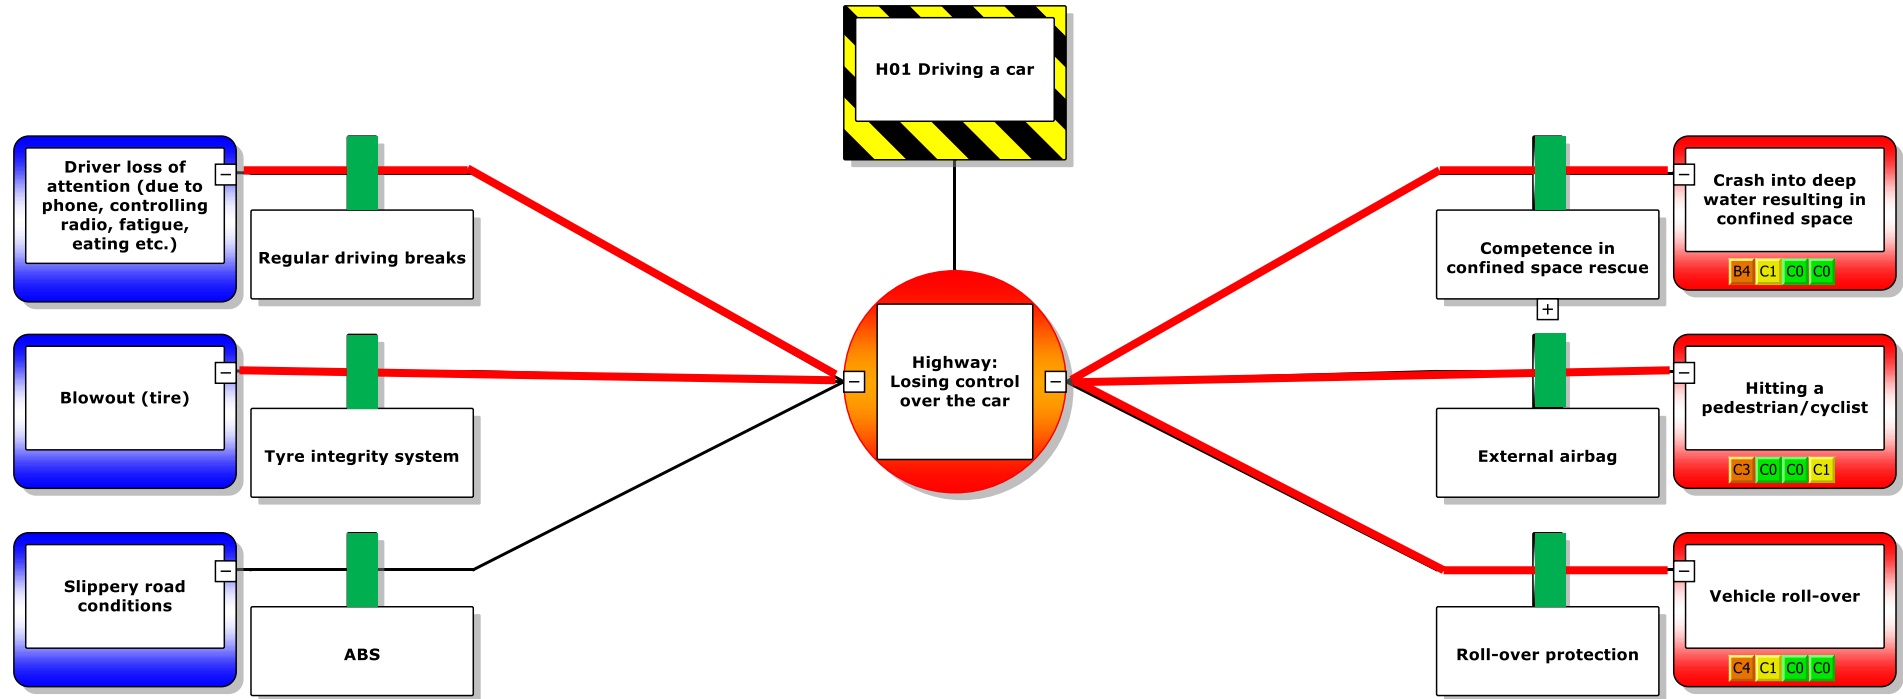 H01 Driving a car
Driver loss of
attention (due to
phone, controlling
radio, fatigue,
eating etc.)
Regular driving breaks
Blowout (tire)
Tyre integrity system
Slippery road
conditions
ABS
Highway:
Losing control
over the car
Competence in
confined space rescue
Crash into deep
water resulting in
confined space
B4 C1 C0 C0
External airbag
Hitting a
pedestrian/cyclist
C3 C0 C0 C1
Roll-over protection
Vehicle roll-over
C4 C1 C0 C0